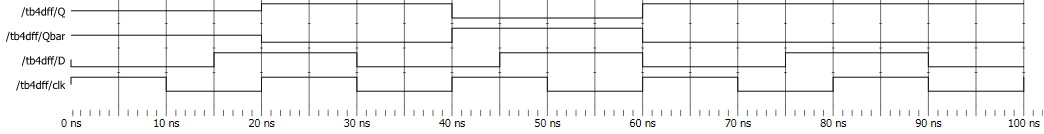 /tb4dff/Q
/tb4dff/Qbar
/tb4dff/D
/tb4dff/clk
0 ns 10 ns 20 ns 30 ns 40 ns 50 ns 60 ns 70 ns 80 ns 90 ns 100 ns